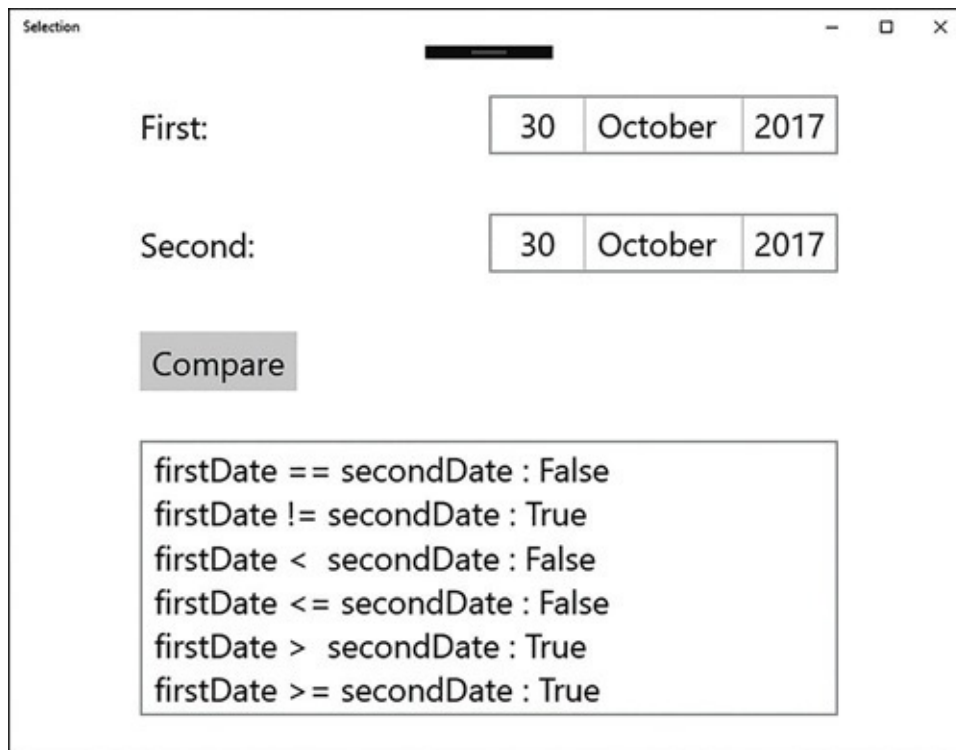 Selection
First: 30 October 2017
Second: 30 October 2017
Compare
firstDate == secondDate : False
firstDate != secondDate : True
firstDate <  secondDate : False
firstDate <= secondDate : False
firstDate >  secondDate : True
firstDate >= secondDate : True